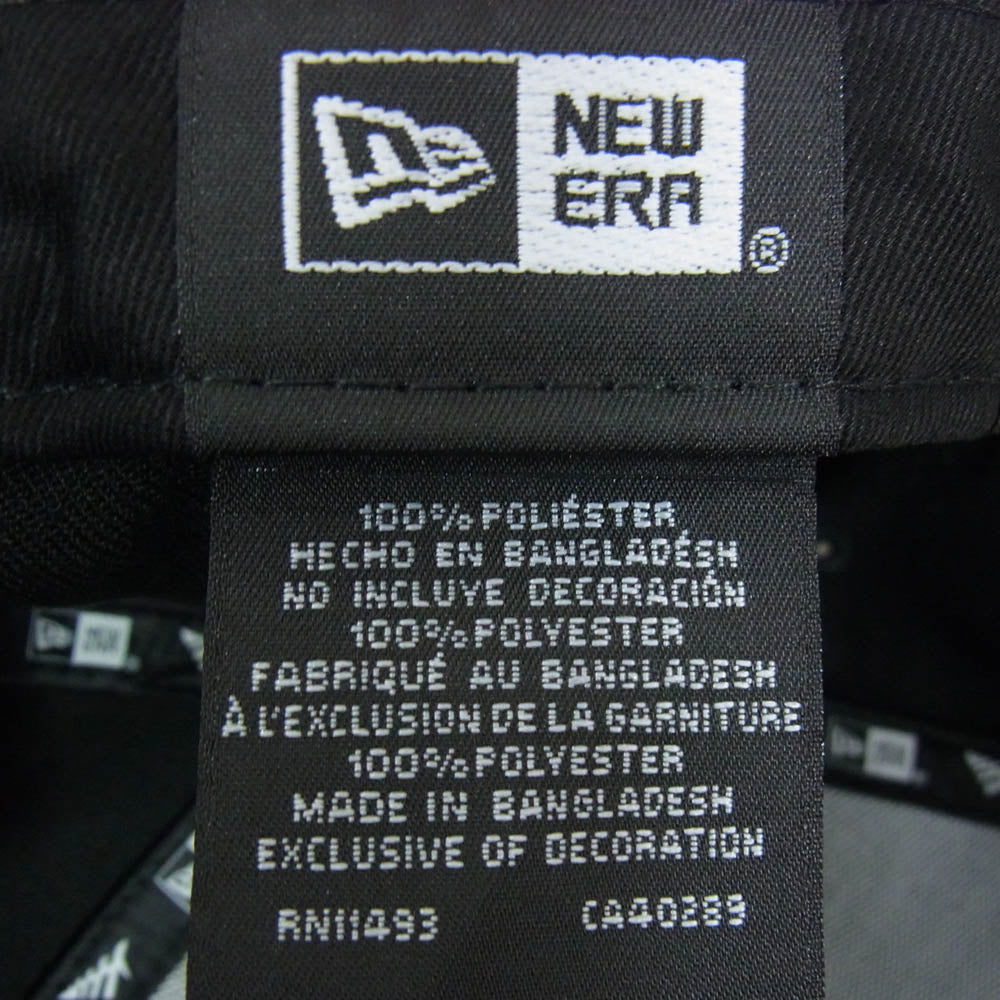 NEW
ERA
®
100% POLIÉSTER
HECHO EN BANGLADÉSH
NO INCLUYE DECORACIÓN
100% POLYESTER
FABRIQUÉ AU BANGLADESH
À L'EXCLUSION DE LA GARNITURE
100% POLYESTER
MADE IN BANGLADESH
EXCLUSIVE OF DECORATION
RN11493 CA40299